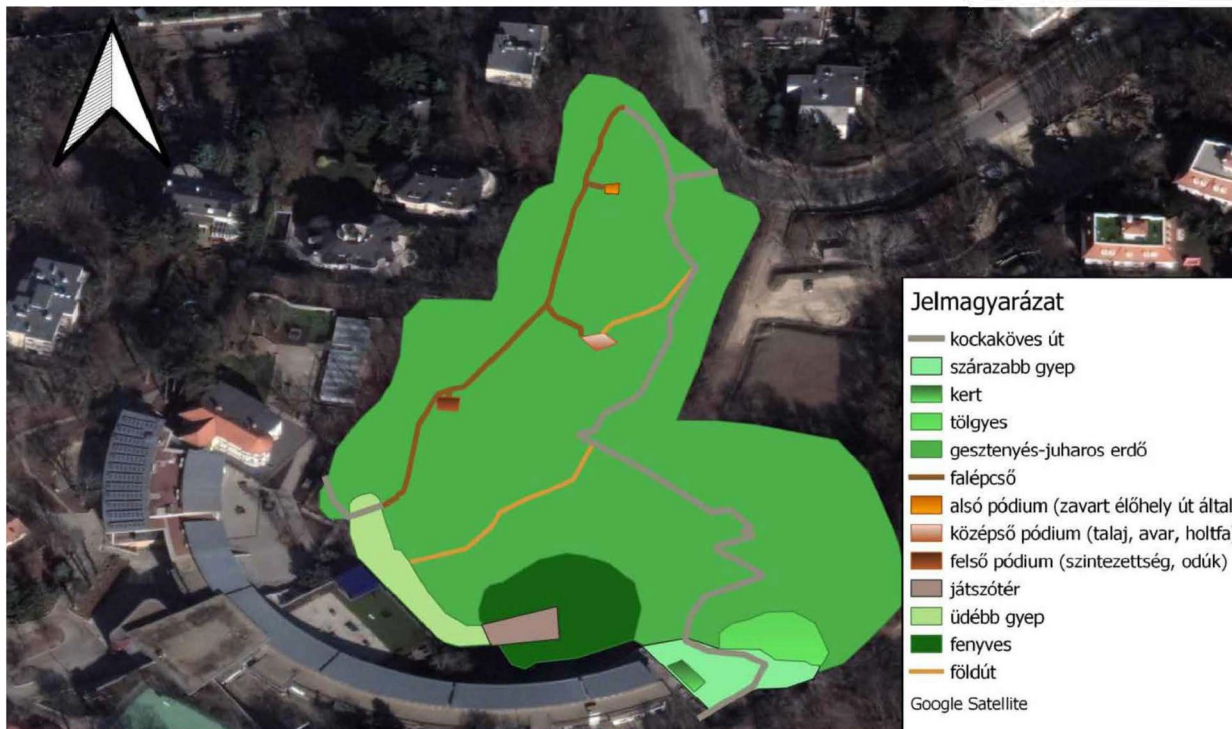 Jelmagyarázat
kockaköves út
szárazabb gyep
kert
tölgyes
gesztenyés-juharos erdő
falépcső
alsó pódium (zavart élőhely út által
középső pódium (talaj, avar, holtfa
felső pódium (szintezettség, odúk)
játszótér
üdébb gyep
fenyves
földút
Google Satellite